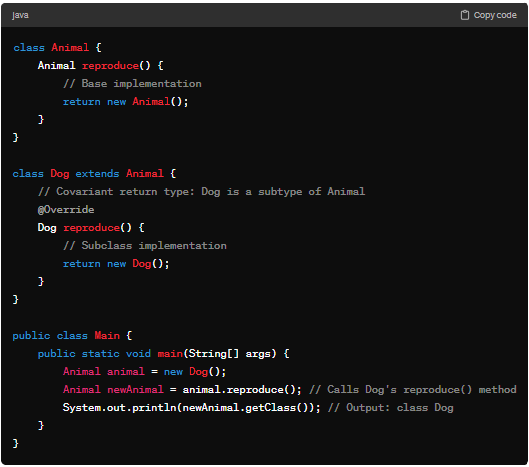 java
Copy code
class Animal {
    Animal reproduce() {
        // Base implementation
        return new Animal();
    }
}
class Dog extends Animal {
    // Covariant return type: Dog is a subtype of Animal
    @Override
    Dog reproduce() {
        // Subclass implementation
        return new Dog();
    }
}
public class Main {
    public static void main(String[] args) {
        Animal animal = new Dog();
        Animal newAnimal = animal.reproduce(); // Calls Dog's reproduce() method
        System.out.println(newAnimal.getClass()); // Output: class Dog
    }
}